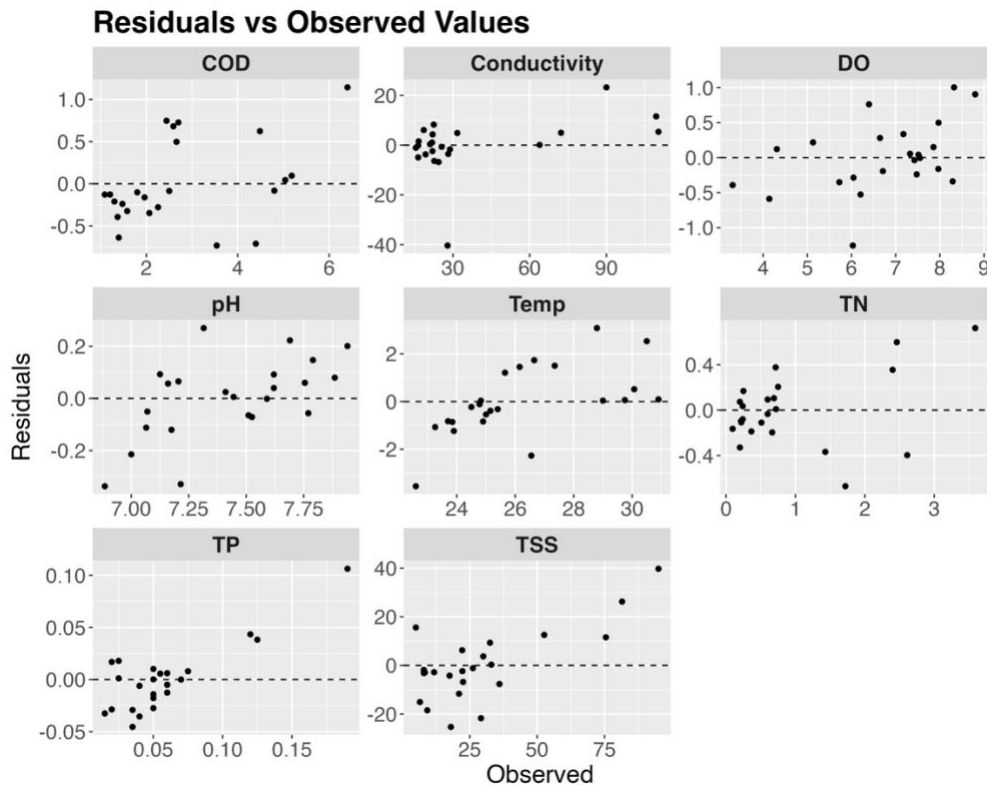 Residuals vs Observed Values
COD Conductivity DO
1.0
0.5
0.0
-0.5
2 4 6
20
0
-20
-40
30 60 90
1.0
0.5
0.0
-0.5
-1.0
4 5 6 7 8 9
pH Temp TN
0.2
0.0
-0.2
7.00 7.25 7.50 7.75
2
0
-2
24 26 28 30
0.4
0.0
-0.4
0 1 2 3
Residuals
TP TSS
0.10
0.05
0.00
-0.05
0.05 0.10 0.15
40
20
0
-20
25 50 75
Observed